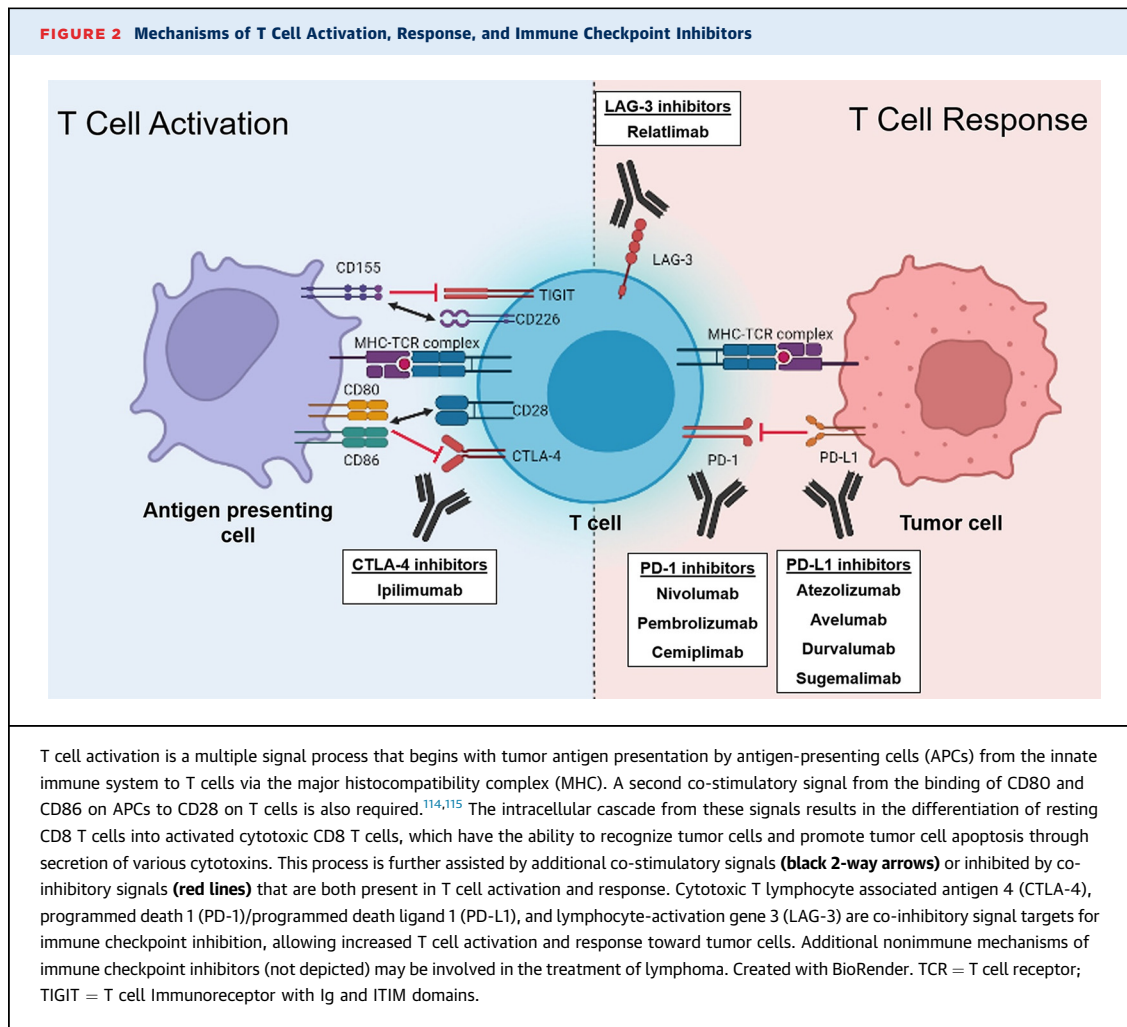 FIGURE 2 Mechanisms of T Cell Activation, Response, and Immune Checkpoint Inhibitors
T Cell Activation
LAG-3 inhibitors
Relatlimab
T Cell Response
LAG-3
CD155
TIGIT
CD226
MHC-TCR complex
MHC-TCR complex
CD80
CD28
CD86
CTLA-4
PD-1
PD-L1
Antigen presenting
cell
T cell
Tumor cell
CTLA-4 inhibitors
Ipilimumab
PD-1 inhibitors
Nivolumab
Pembrolizumab
Cemiplimab
PD-L1 inhibitors
Atezolizumab
Avelumab
Durvalumab
Sugemalimab
T cell activation is a multiple signal process that begins with tumor antigen presentation by antigen-presenting cells (APCs) from the innate
immune system to T cells via the major histocompatibility complex (MHC). A second co-stimulatory signal from the binding of CD80 and
CD86 on APCs to CD28 on T cells is also required.114,115 The intracellular cascade from these signals results in the differentiation of resting
CD8 T cells into activated cytotoxic CD8 T cells, which have the ability to recognize tumor cells and promote tumor cell apoptosis through
secretion of various cytotoxins. This process is further assisted by additional co-stimulatory signals (black 2-way arrows) or inhibited by co-
inhibitory signals (red lines) that are both present in T cell activation and response. Cytotoxic T lymphocyte associated antigen 4 (CTLA-4),
programmed death 1 (PD-1)/programmed death ligand 1 (PD-L1), and lymphocyte-activation gene 3 (LAG-3) are co-inhibitory signal targets for
immune checkpoint inhibition, allowing increased T cell activation and response toward tumor cells. Additional nonimmune mechanisms of
immune checkpoint inhibitors (not depicted) may be involved in the treatment of lymphoma. Created with BioRender. TCR = T cell receptor;
TIGIT = T cell Immunoreceptor with Ig and ITIM domains.